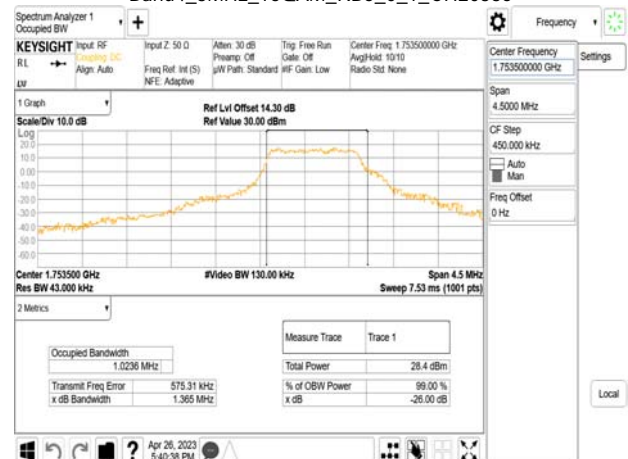 Spectrum Analyzer 1
Occupied BW
Frequency
KEYSIGHT
Input: RF
Input Z: 50 Ω
Atten: 30 dB
Trig: Free Run
Center Freq: 1.753500000 GHz
RL
Coupling: DC
Preamp: Off
Gate: Off
Avg|Hold: 10/10
Align: Auto
Freq Ref: Int (S)
µW Path: Standard
#IF Gain: Low
Radio Std: None
NFE: Adaptive
Center Frequency
1.753500000 GHz
Settings
Span
4.5000 MHz
CF Step
450.000 kHz
Auto
Man
Freq Offset
0 Hz
Local
1 Graph
Ref Lvl Offset 14.30 dB
Scale/Div 10.0 dB
Ref Value 30.00 dBm
Log
20.0
10.0
0.00
-10.0
-20.0
-30.0
-40.0
-50.0
-60.0
Center 1.753500 GHz
#Video BW 130.00 kHz
Span 4.5 MHz
Res BW 43.000 kHz
Sweep 7.53 ms (1001 pts)
2 Metrics
Measure Trace
Trace 1
Occupied Bandwidth
1.0236 MHz
Total Power
28.4 dBm
Transmit Freq Error
575.31 kHz
% of OBW Power
99.00 %
x dB Bandwidth
1.365 MHz
x dB
-26.00 dB
Apr 26, 2023
5:40:38 PM